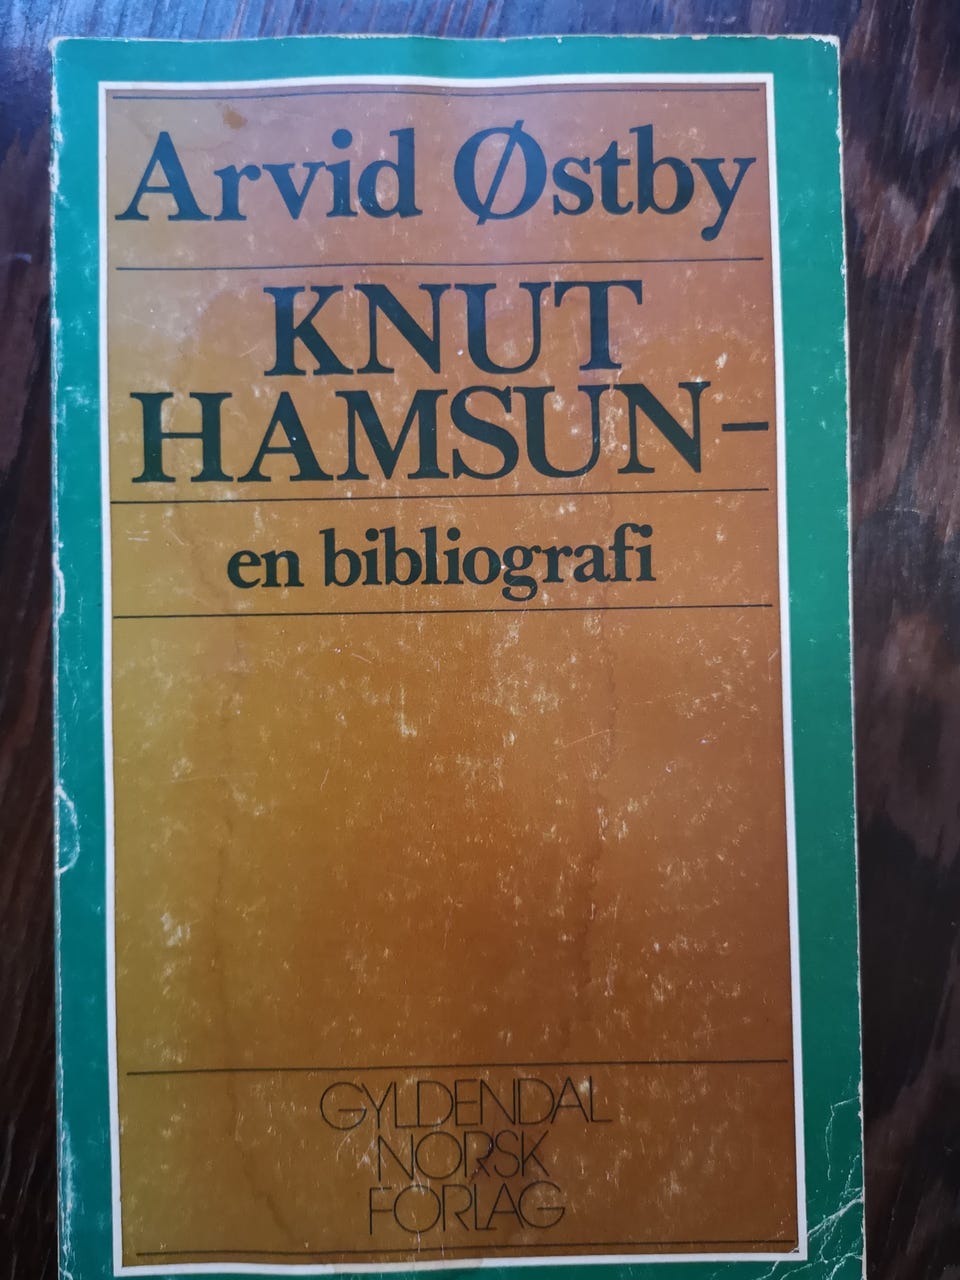 Arvid Østby
KNUT
HAMSUN–
en bibliografi
GYLDENDAL
NORSK
FORLAG